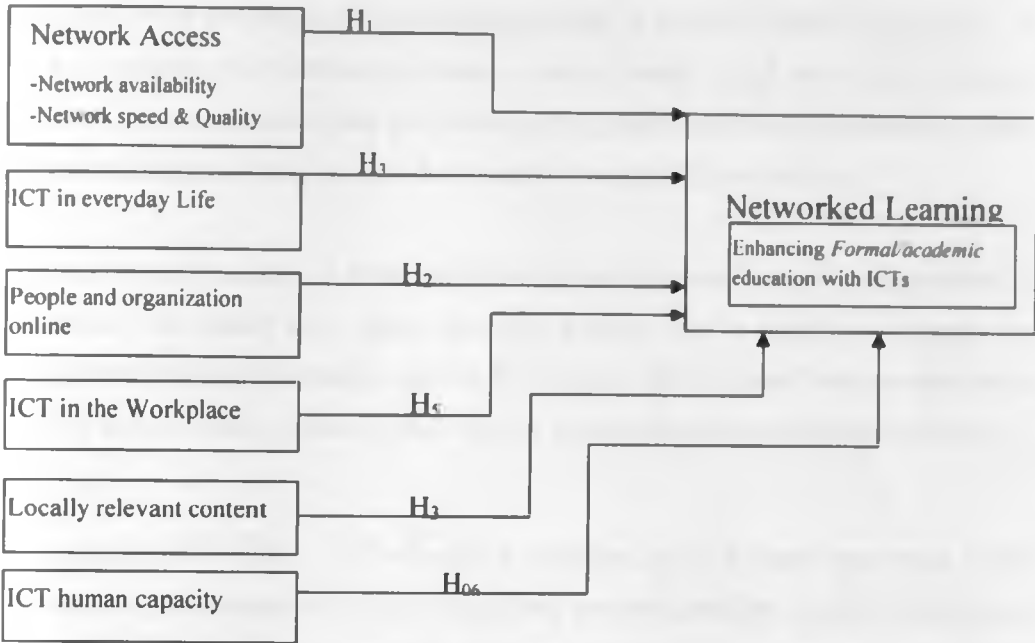 Network Access
-Network availability
-Network speed & Quality
H1
ICT in everyday Life
H3
People and organization
online
H2
ICT in the Workplace
H5
Locally relevant content
H3
ICT human capacity
H06
Networked Learning
Enhancing Formal/academic
education with ICTs